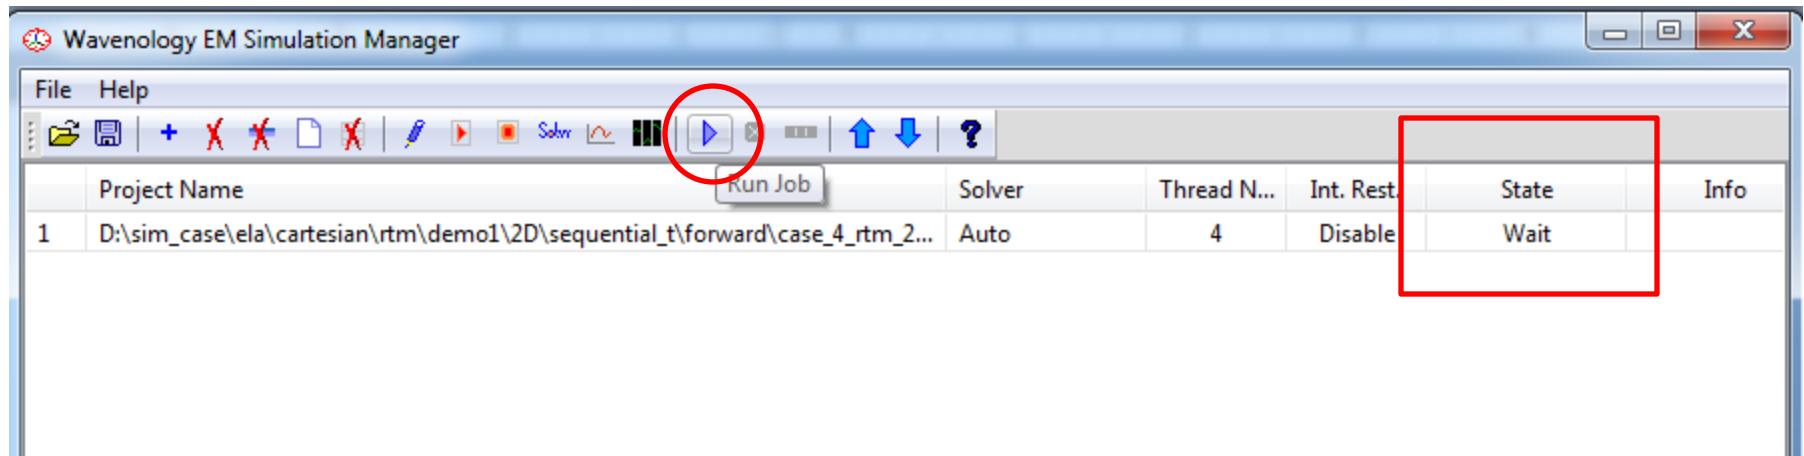 Wavenology EM Simulation Manager
File Help
Solvr
Run Job
Project Name Solver Thread N... Int. Rest. State Info
1 D:\sim_case\ela\cartesian\rtm\demo1\2D\sequential_t\forward\case_4_rtm_2... Auto 4 Disable Wait